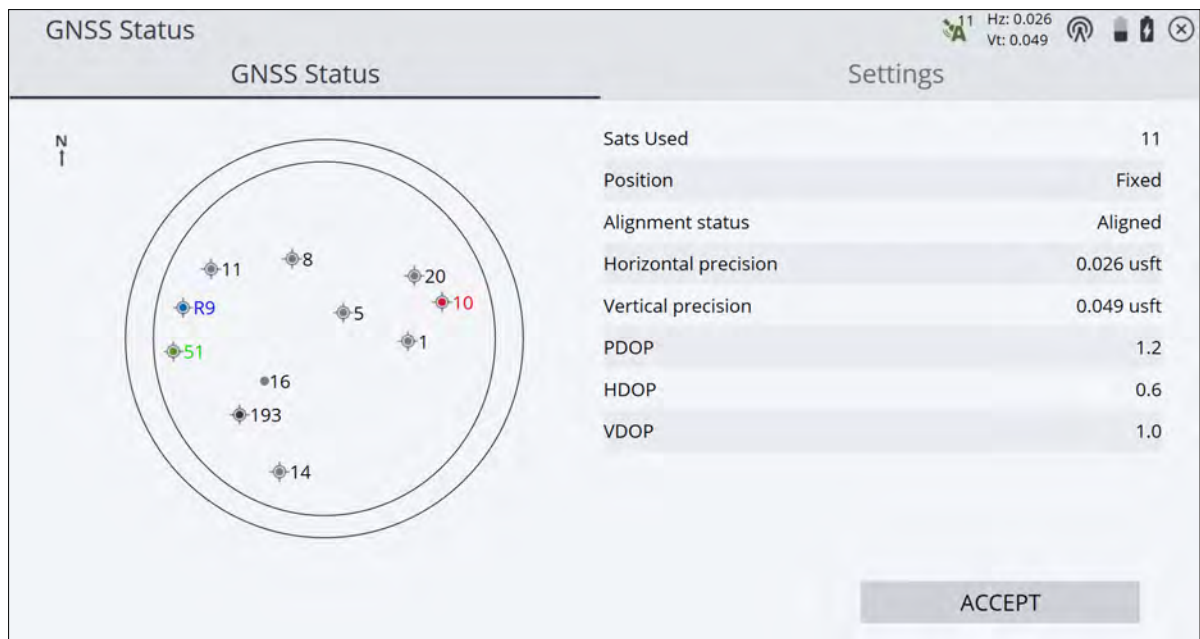 GNSS Status
11
Hz: 0.026
Vt: 0.049
GNSS Status
Settings
N
11
8
20
R9
10
5
51
1
16
193
14
Sats Used 11
Position Fixed
Alignment status Aligned
Horizontal precision 0.026 usft
Vertical precision 0.049 usft
PDOP 1.2
HDOP 0.6
VDOP 1.0
ACCEPT